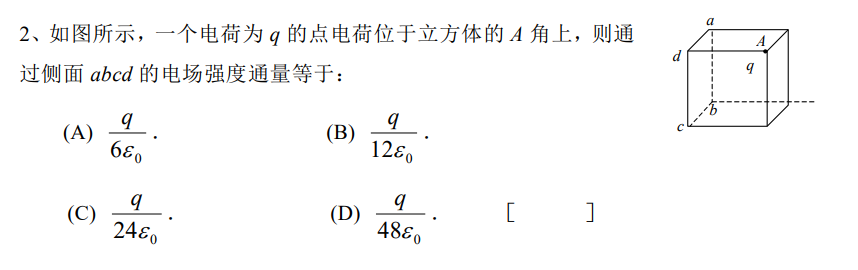 2、如图所示，一个电荷为 q 的点电荷位于立方体的 A 角上，则通
过侧面 abcd 的电场强度通量等于：
(A) q/6ε₀ .
(B) q/12ε₀ .
(C) q/24ε₀ .
(D) q/48ε₀ .
[ ]
a
A
d
q
b
c